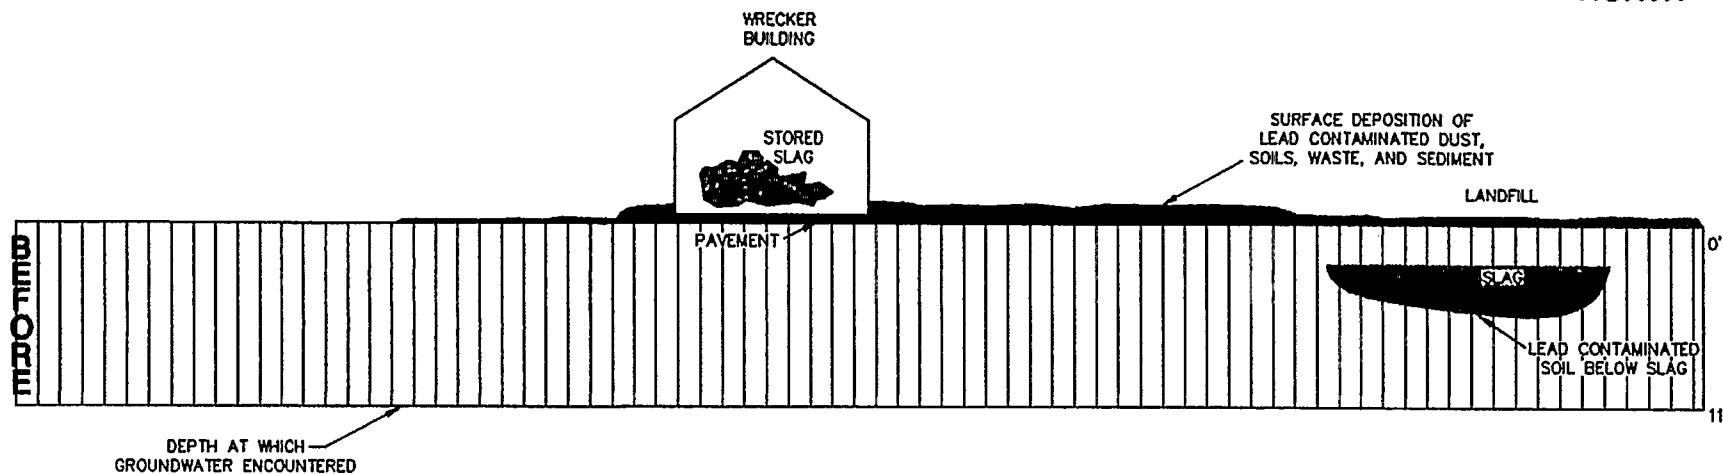 WRECKER
BUILDING
STORED
SLAG
SURFACE DEPOSITION OF
LEAD CONTAMINATED DUST,
SOILS, WASTE, AND SEDIMENT
LANDFILL
PAVEMENT
0'
BEFORE
SLAG
LEAD CONTAMINATED
SOIL BELOW SLAG
11
DEPTH AT WHICH
GROUNDWATER ENCOUNTERED